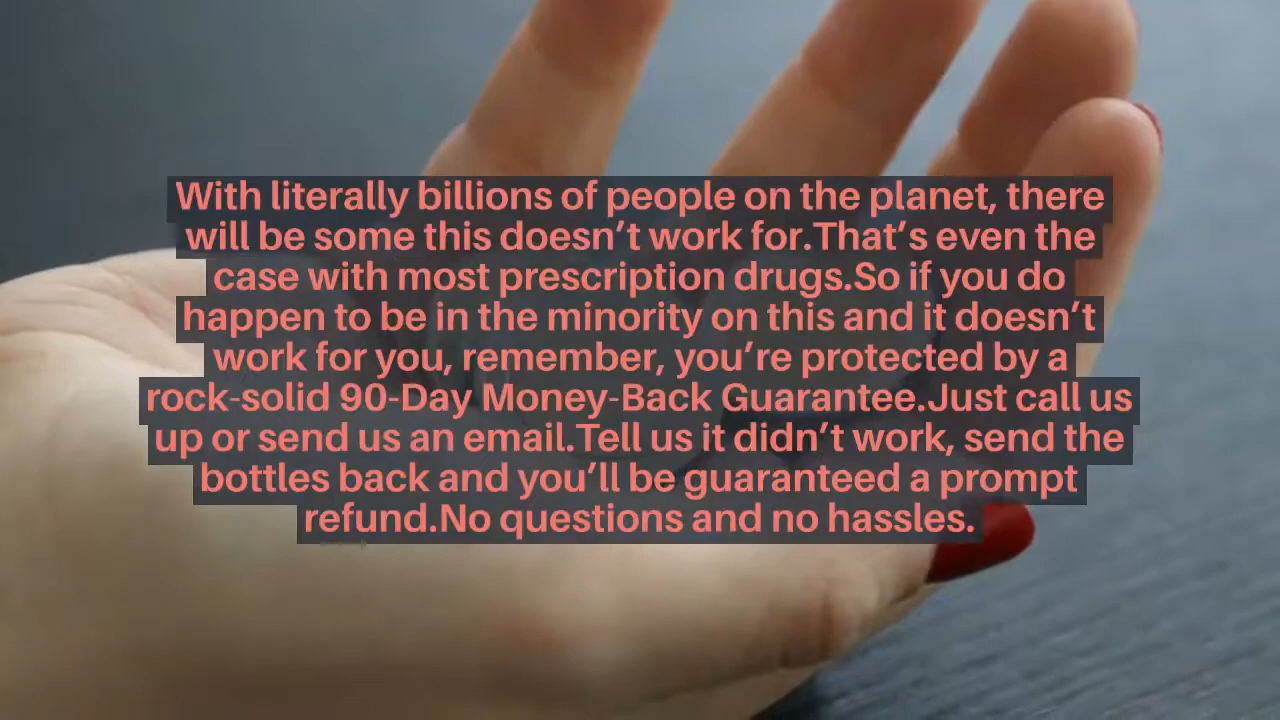 With literally billions of people on the planet, there
will be some this doesn’t work for.That’s even the
case with most prescription drugs.So if you do
happen to be in the minority on this and it doesn’t
work for you, remember, you’re protected by a
rock-solid 90-Day Money-Back Guarantee.Just call us
up or send us an email.Tell us it didn’t work, send the
bottles back and you’ll be guaranteed a prompt
refund.No questions and no hassles.